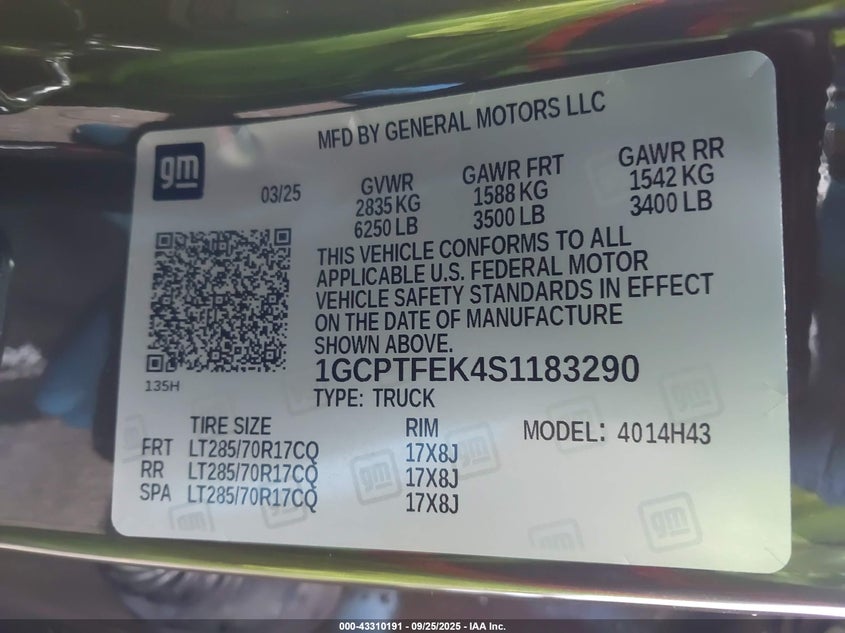 MFD BY GENERAL MOTORS LLC
gm
03/25
GVWR GAWR FRT GAWR RR
2835 KG 1588 KG 1542 KG
6250 LB 3500 LB 3400 LB
THIS VEHICLE CONFORMS TO ALL
APPLICABLE U.S. FEDERAL MOTOR
VEHICLE SAFETY STANDARDS IN EFFECT
ON THE DATE OF MANUFACTURE
SHOWN ABOVE.
135H
1GCPTFEK4S1183290
TYPE: TRUCK
TIRE SIZE RIM MODEL: 4014H43
FRT LT285/70R17CQ 17X8J
RR LT285/70R17CQ 17X8J
SPA LT285/70R17CQ 17X8J
gm
gm
000-43310191 - 09/25/2025 - IAA Inc.